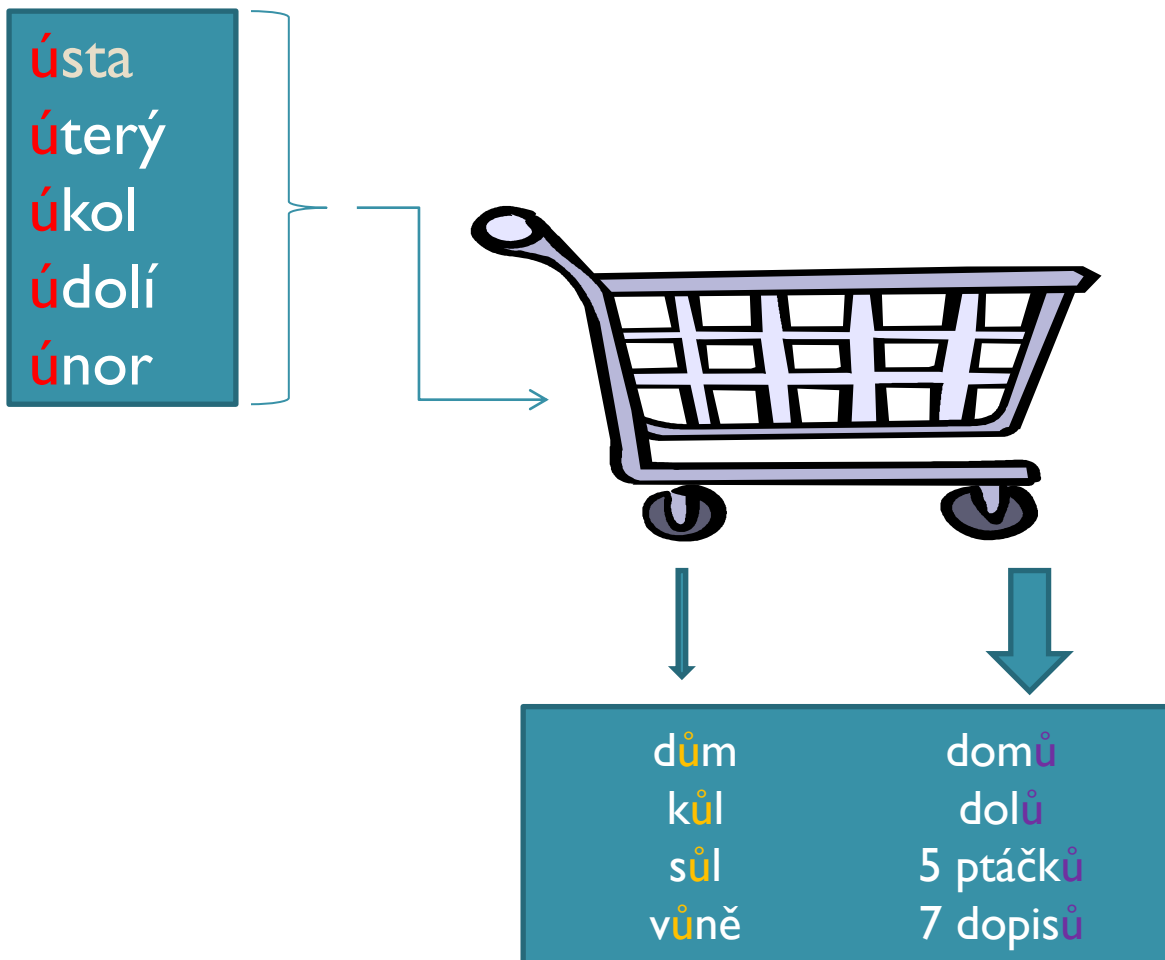 ústa
úterý
úkol
údolí
únor
dům domů
kůl dolů
sůl 5 ptáčků
vůně 7 dopisů